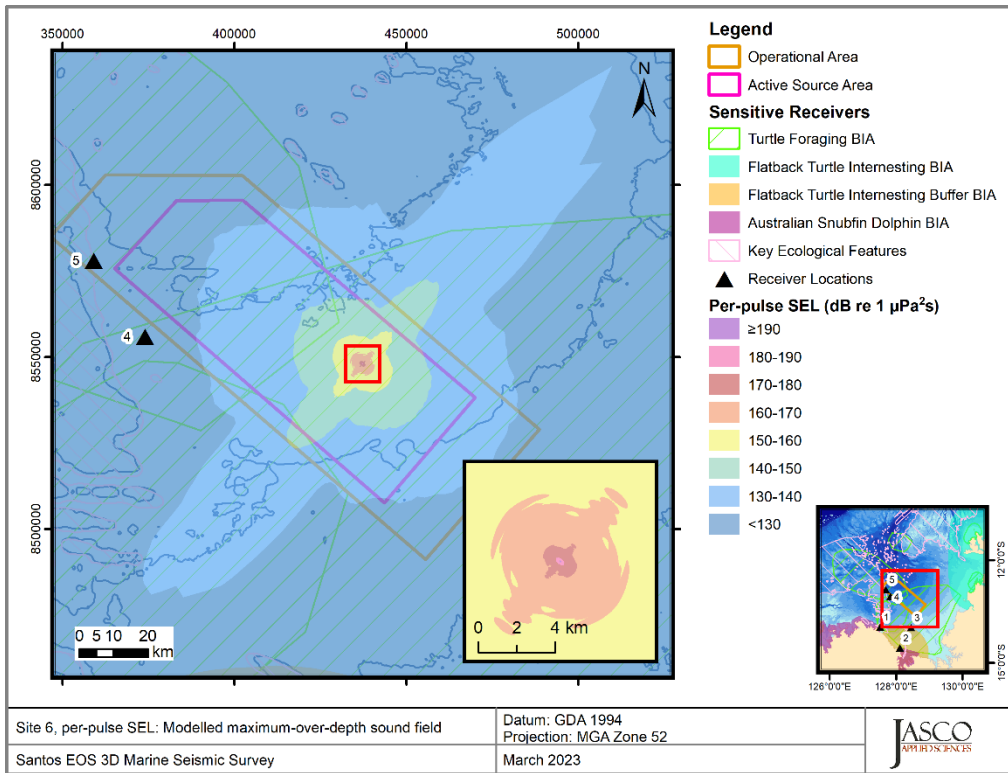 350000 400000 450000 500000
8600000
8550000
8500000
N
5
4
0 5 10 20
km
0 2 4 km
Legend
Operational Area
Active Source Area
Sensitive Receivers
Turtle Foraging BIA
Flatback Turtle Internesting BIA
Flatback Turtle Internesting Buffer BIA
Australian Snubfin Dolphin BIA
Key Ecological Features
Receiver Locations
Per-pulse SEL (dB re 1 µPa²s)
≥190
180-190
170-180
160-170
150-160
140-150
130-140
<130
5
4
1
3
2
12°0'0"S
15°0'0"S
126°0'0"E 128°0'0"E 130°0'0"E
Site 6, per-pulse SEL: Modelled maximum-over-depth sound field
Datum: GDA 1994
Projection: MGA Zone 52
Santos EOS 3D Marine Seismic Survey
March 2023
JASCO
APPLIED SCIENCES